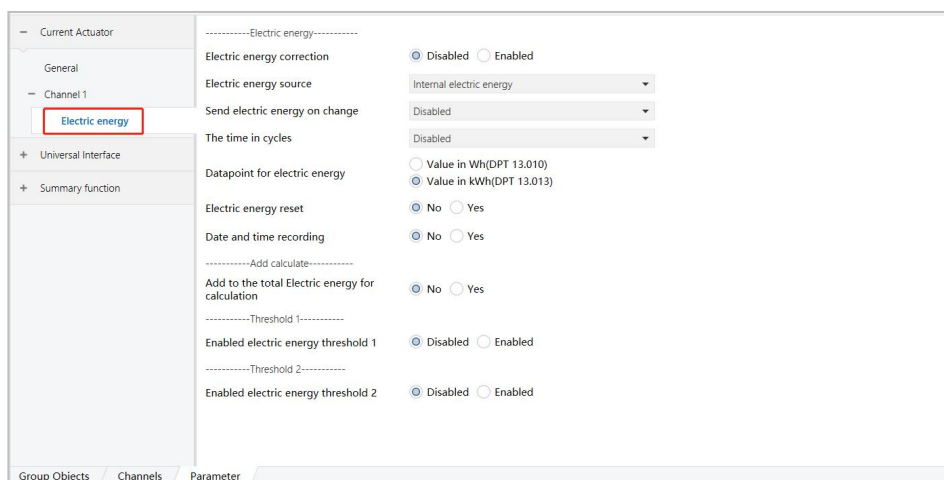 − Current Actuator
General
− Channel 1
Electric energy
+ Universal Interface
+ Summary function
-----------Electric energy-----------
Electric energy correction Disabled Enabled
Electric energy source Internal electric energy
Send electric energy on change Disabled
The time in cycles Disabled
Datapoint for electric energy
Value in Wh(DPT 13.010)
Value in kWh(DPT 13.013)
Electric energy reset No Yes
Date and time recording No Yes
-----------Add calculate-----------
Add to the total Electric energy for
calculation
No Yes
-----------Threshold 1-----------
Enabled electric energy threshold 1 Disabled Enabled
-----------Threshold 2-----------
Enabled electric energy threshold 2 Disabled Enabled
Group Objects Channels Parameter